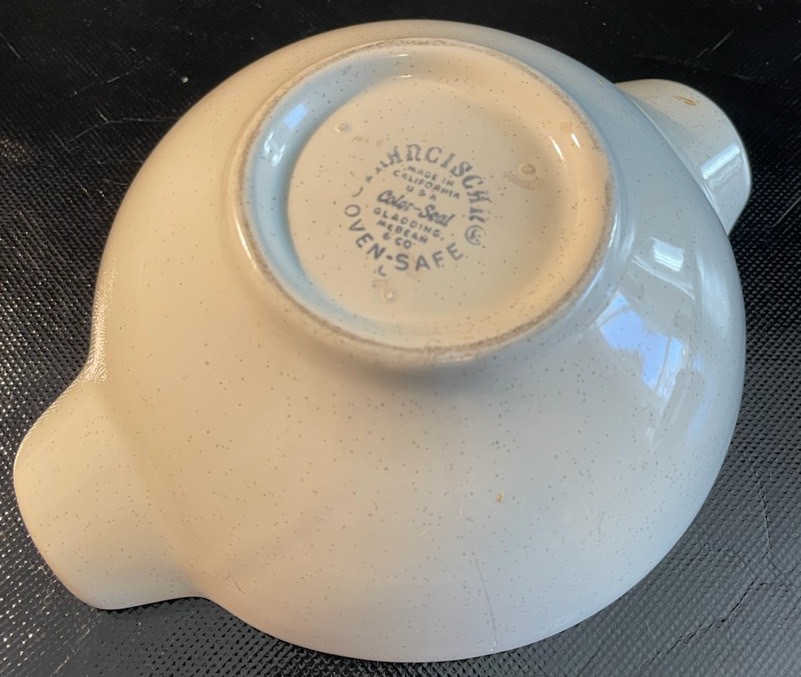 FRANCISCAN
MADE IN
CALIFORNIA
U S A
Color-Seal
GLADDING,
McBEAN
& CO
OVEN-SAFE
L